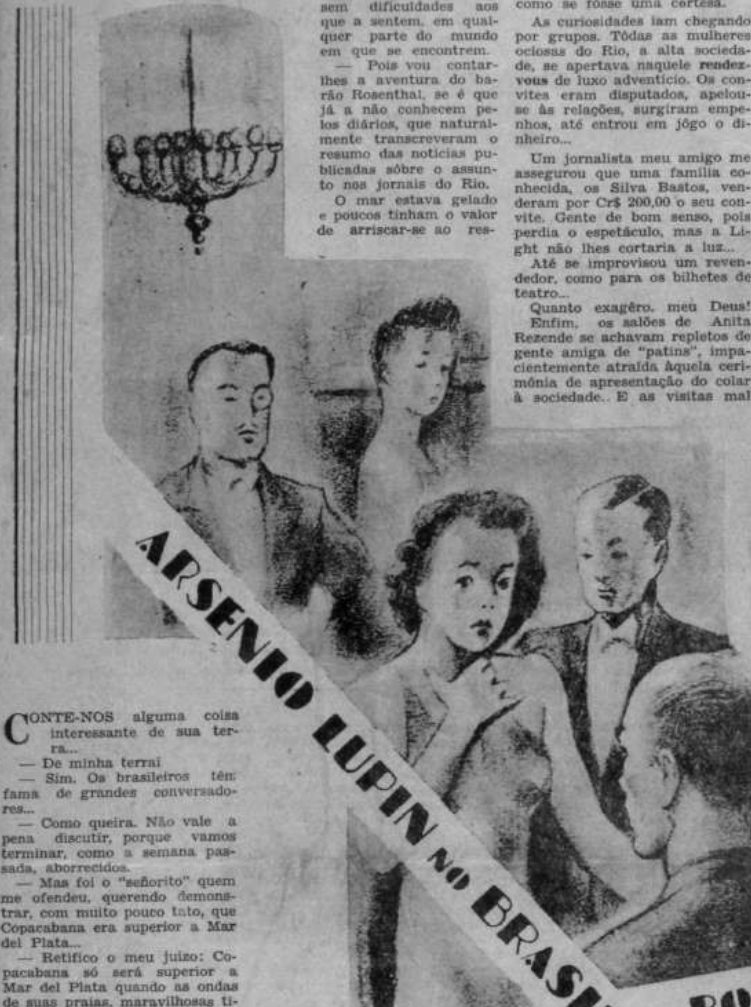 CONTE-NOS alguma coisa
interessante de sua ter-
ra...
— De minha terra!
— Sim. Os brasileiros têm
fama de grandes conversado-
res...
— Como queira. Não vale a
pena discutir, porque vamos
terminar, como a semana pas-
sada, aborrecidos.
— Mas foi o "señorito" quem
me ofendeu, querendo demons-
trar, com muito pouco tato, que
Copacabana era superior a Mar
del Plata...
— Retifico o meu juizo: Co-
pacabana só será superior a
Mar del Plata quando as ondas
de suas praias, maravilhosas ti-
sem dificuldades aos
que a sentem, em qual-
quer parte do mundo
em que se encontrem.
— Pois vou contar-
lhes a aventura do ba-
rão Rosenthal, se é que
já a não conhecem pe-
los diários, que natural-
mente transcreveram o
resumo das noticias pu-
blicadas sôbre o assun-
to nos jornais do Rio.
O mar estava gelado
e poucos tinham o valor
de arriscar-se ao res-
como se fôsse uma certesa.
As curiosidades iam chegando
por grupos. Tôdas as mulheres
ociosas do Rio, a alta socieda-
de, se apertava naquele rendez-
vous de luxo adventicio. Os con-
vites eram disputados, apelou-
se às relações, surgiram empe-
nhos, até entrou em jôgo o di-
nheiro...
Um jornalista meu amigo me
assegurou que uma familia co-
nhecida, os Silva Bastos, ven-
deram por Cr$ 200,00 o seu con-
vite. Gente de bom senso, pois
perdia o espetáculo, mas a Li-
ght não lhes cortaria a luz...
Até se improvisou um reven-
dedor, como para os bilhetes de
teatro...
Quanto exagêro, meu Deus!
Enfim, os salões de Anita
Rezende se achavam repletos de
gente amiga de "patins", impa-
cientemente atraída àquela ceri-
mônia de apresentação do colar
à sociedade.. E as visitas mal
ARSENIO LUPIN NO BRASI